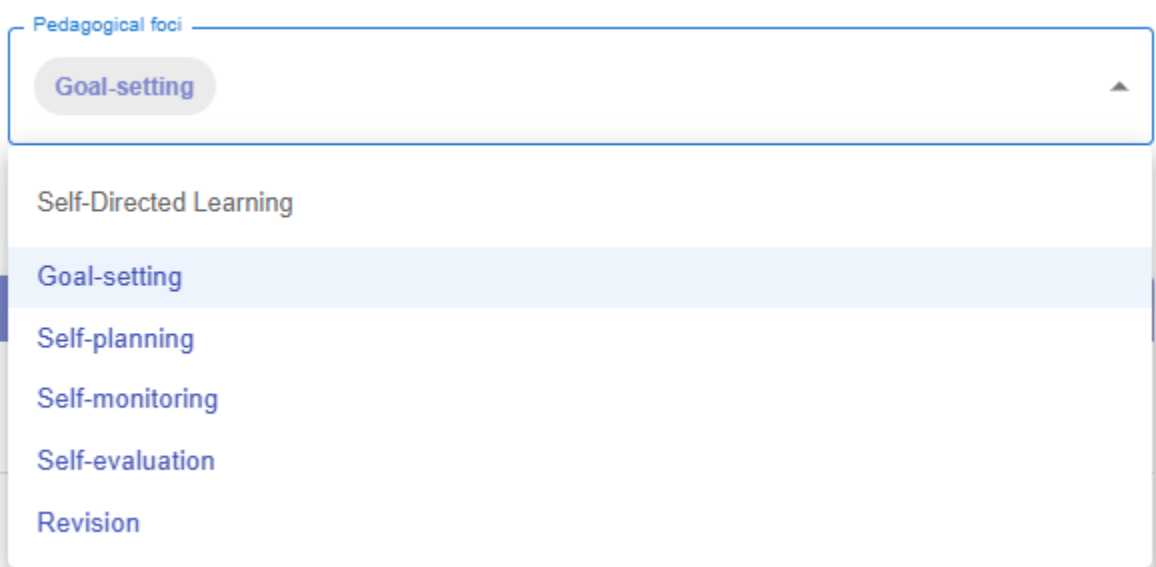 Pedagogical foci
Goal-setting
Self-Directed Learning
Goal-setting
Self-planning
Self-monitoring
Self-evaluation
Revision